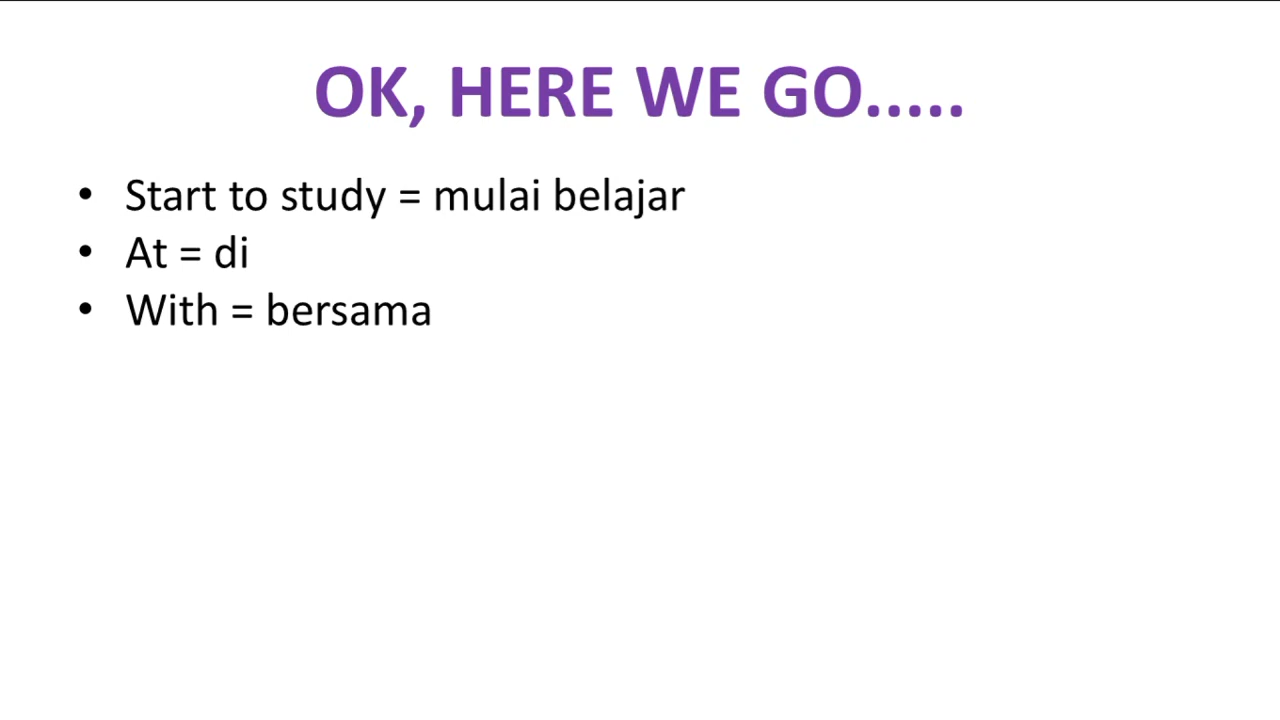 OK, HERE WE GO.....
• Start to study = mulai belajar
• At = di
• With = bersama